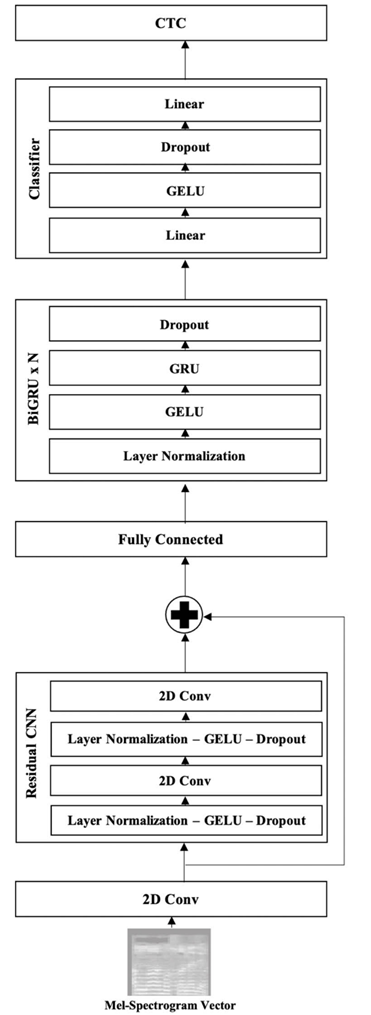 CTC
Classifier
Linear
Dropout
GELU
Linear
BiGRU x N
Dropout
GRU
GELU
Layer Normalization
Fully Connected
Residual CNN
2D Conv
Layer Normalization – GELU – Dropout
2D Conv
Layer Normalization – GELU – Dropout
2D Conv
Mel-Spectrogram Vector